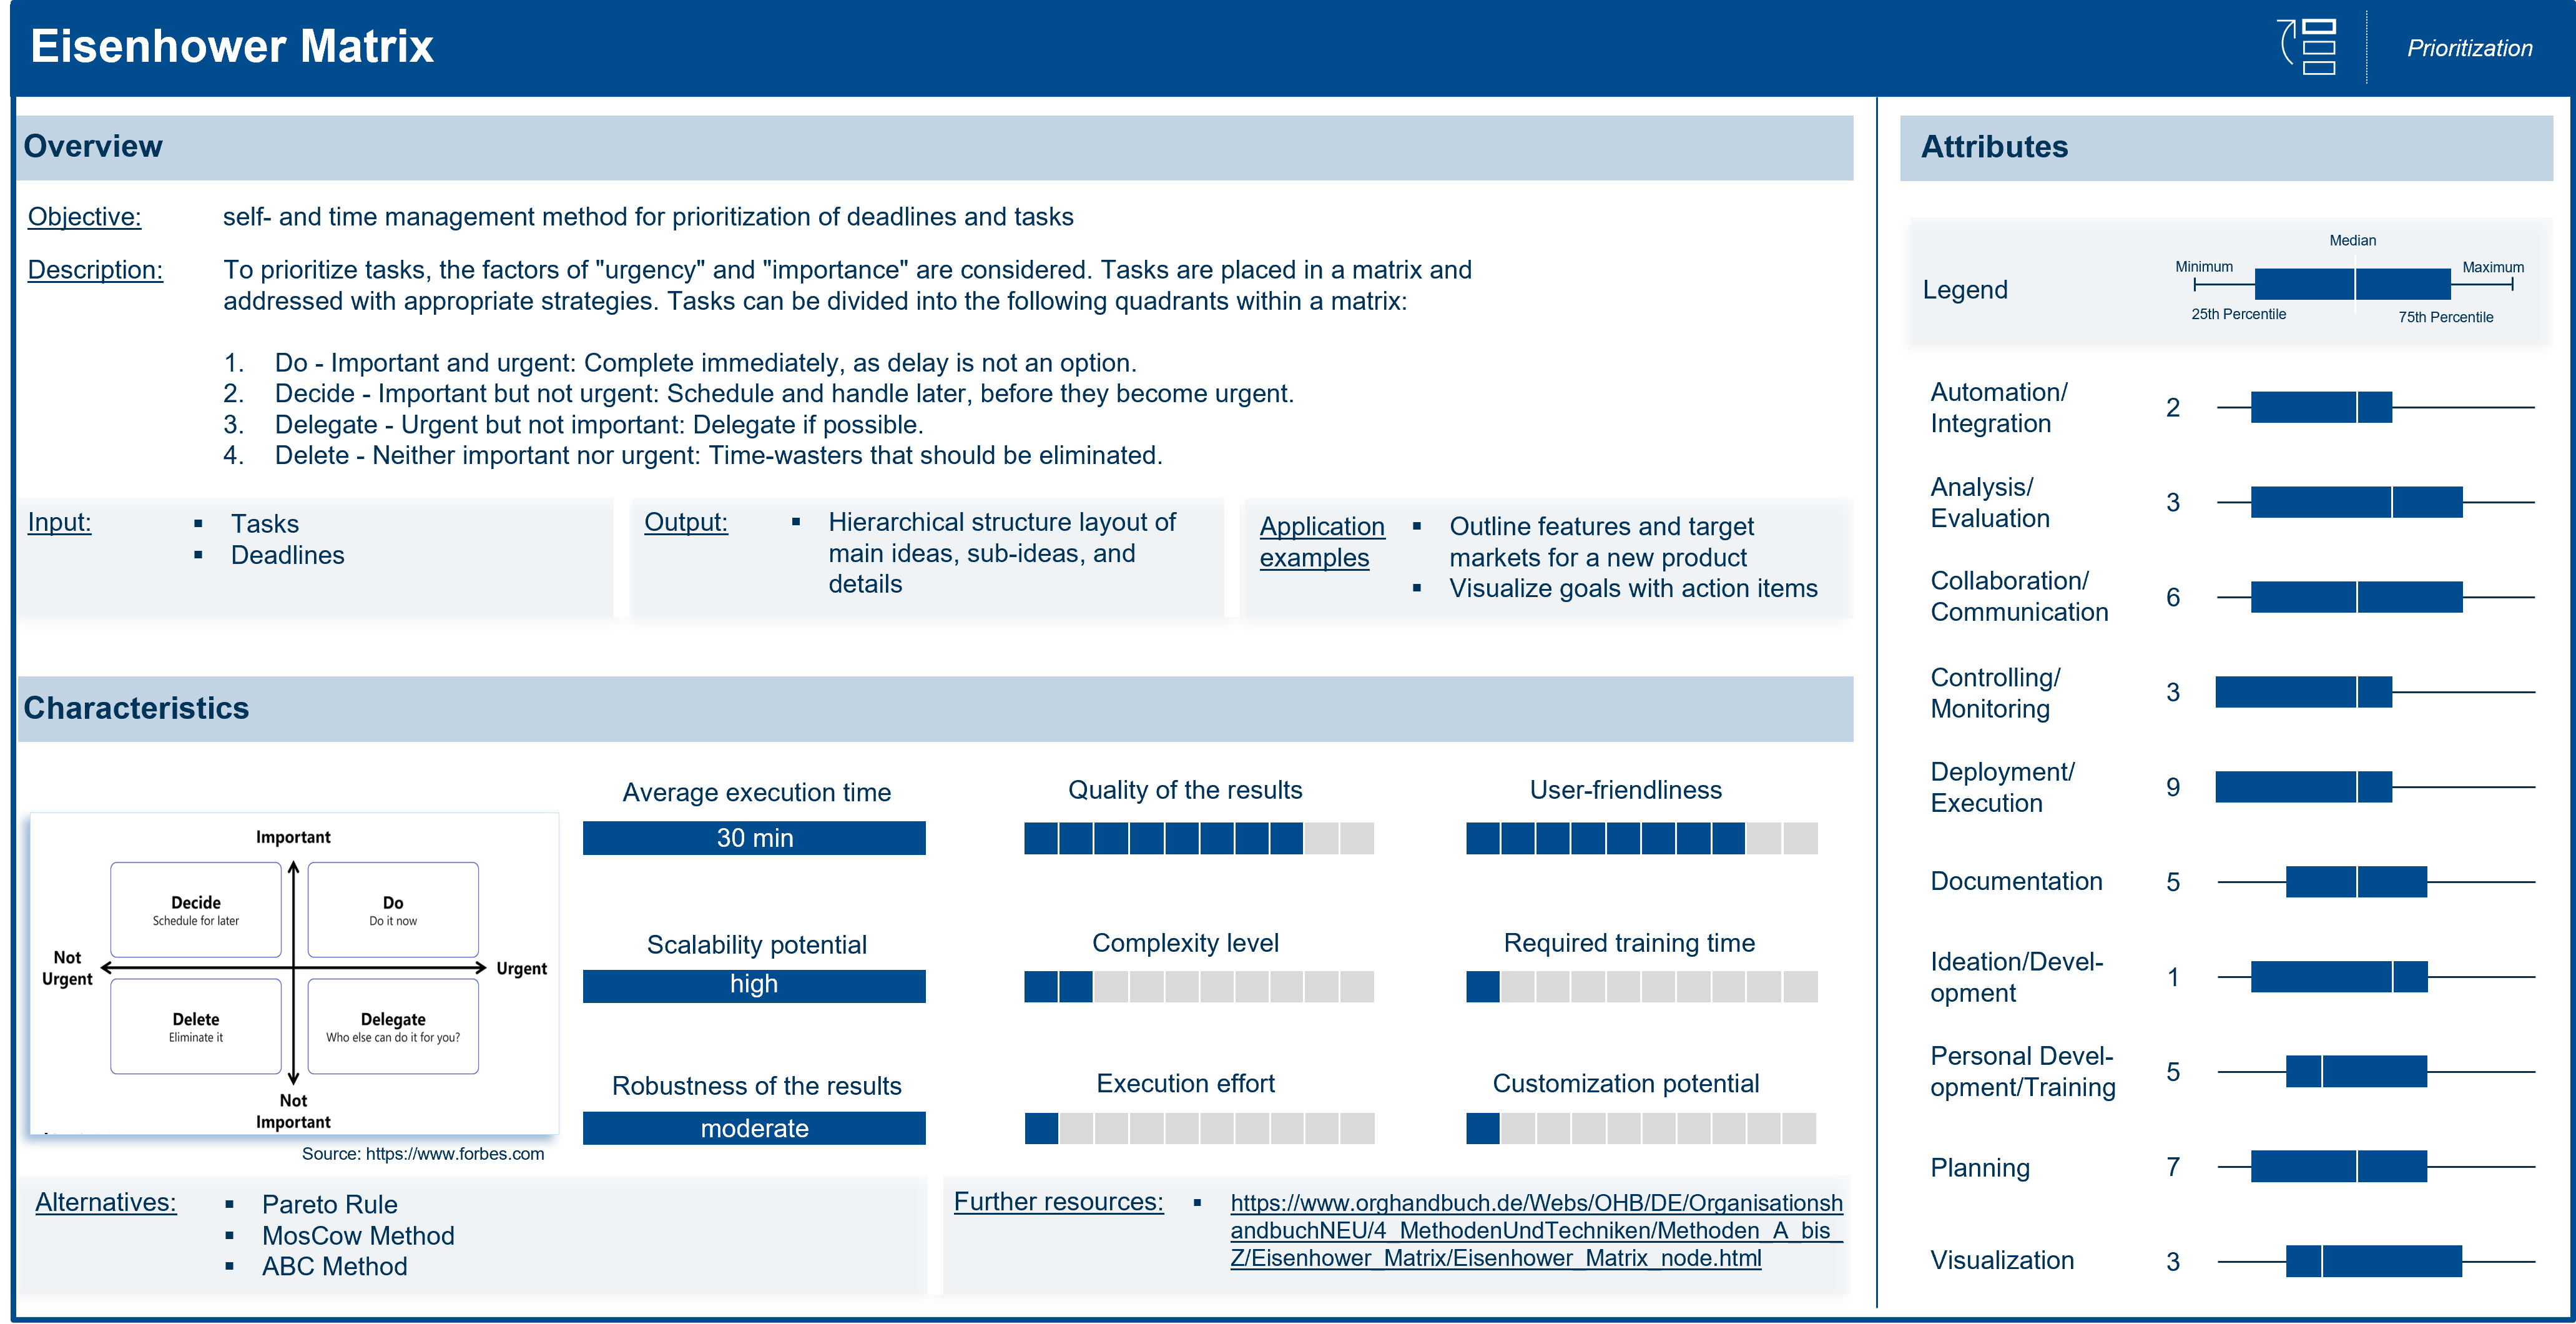 Eisenhower Matrix
Prioritization
Overview
Objective: self- and time management method for prioritization of deadlines and tasks
Description: To prioritize tasks, the factors of "urgency" and "importance" are considered. Tasks are placed in a matrix and
addressed with appropriate strategies. Tasks can be divided into the following quadrants within a matrix:
1. Do - Important and urgent: Complete immediately, as delay is not an option.
2. Decide - Important but not urgent: Schedule and handle later, before they become urgent.
3. Delegate - Urgent but not important: Delegate if possible.
4. Delete - Neither important nor urgent: Time-wasters that should be eliminated.
Input:
▪ Tasks
▪ Deadlines
Output:
▪ Hierarchical structure layout of
main ideas, sub-ideas, and
details
Application
examples
▪ Outline features and target
markets for a new product
▪ Visualize goals with action items
Characteristics
Important
Decide
Schedule for later
Do
Do it now
Not
Urgent
Urgent
Delete
Eliminate it
Delegate
Who else can do it for you?
Not
Important
Source: https://www.forbes.com
Average execution time
30 min
Quality of the results
User-friendliness
Scalability potential
high
Complexity level
Required training time
Robustness of the results
moderate
Execution effort
Customization potential
Alternatives:
▪ Pareto Rule
▪ MosCow Method
▪ ABC Method
Further resources:
▪ https://www.orghandbuch.de/Webs/OHB/DE/Organisationsh
andbuchNEU/4_MethodenUndTechniken/Methoden_A_bis_
Z/Eisenhower_Matrix/Eisenhower_Matrix_node.html
Attributes
Legend
Median
Minimum
Maximum
25th Percentile
75th Percentile
Automation/
Integration
2
Analysis/
Evaluation
3
Collaboration/
Communication
6
Controlling/
Monitoring
3
Deployment/
Execution
9
Documentation
5
Ideation/Devel-
opment
1
Personal Devel-
opment/Training
5
Planning
7
Visualization
3